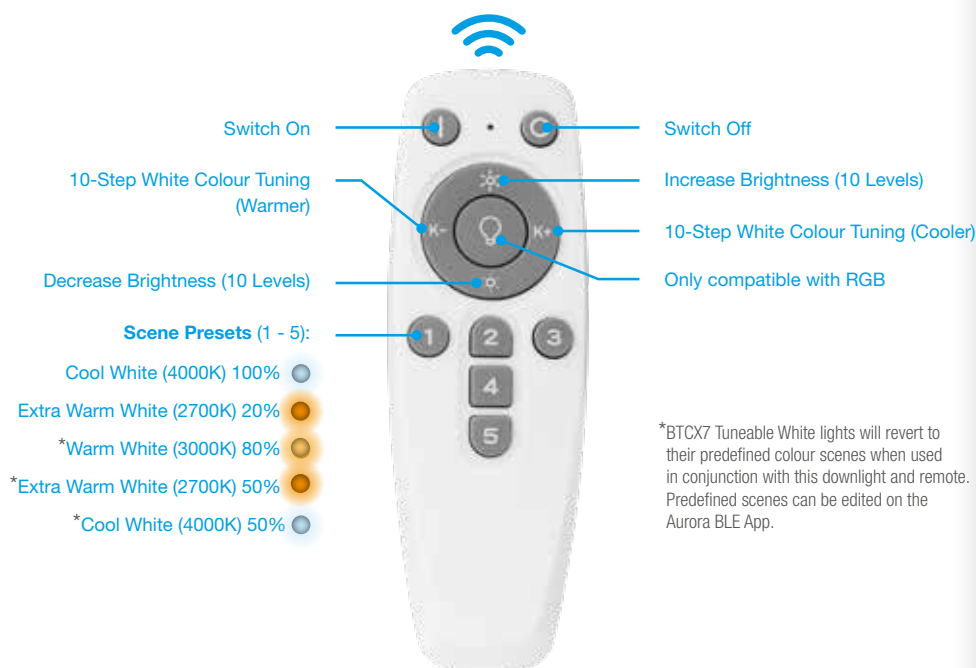 Switch On
10-Step White Colour Tuning
(Warmer)
Decrease Brightness (10 Levels)
Scene Presets (1 - 5):
Cool White (4000K) 100%
Extra Warm White (2700K) 20%
*Warm White (3000K) 80%
*Extra Warm White (2700K) 50%
*Cool White (4000K) 50%
K-
K+
1
2
3
4
5
Switch Off
Increase Brightness (10 Levels)
10-Step White Colour Tuning (Cooler)
Only compatible with RGB
*BTCX7 Tuneable White lights will revert to
their predefined colour scenes when used
in conjunction with this downlight and remote.
Predefined scenes can be edited on the
Aurora BLE App.